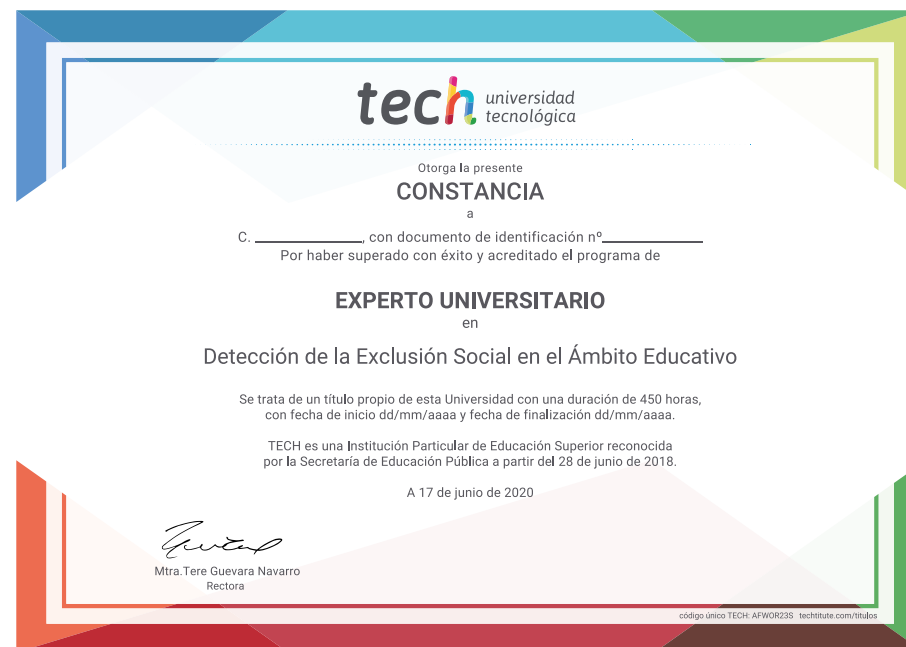 tech universidad
tecnológica
Otorga la presente
CONSTANCIA
a
C. ____________, con documento de identificación nº____________
Por haber superado con éxito y acreditado el programa de
EXPERTO UNIVERSITARIO
en
Detección de la Exclusión Social en el Ámbito Educativo
Se trata de un título propio de esta Universidad con una duración de 450 horas,
con fecha de inicio dd/mm/aaaa y fecha de finalización dd/mm/aaaa.
TECH es una Institución Particular de Educación Superior reconocida
por la Secretaría de Educación Pública a partir del 28 de junio de 2018.
A 17 de junio de 2020
Mtra.Tere Guevara Navarro
Rectora
código único TECH: AFWOR23S techtitute.com/titulos